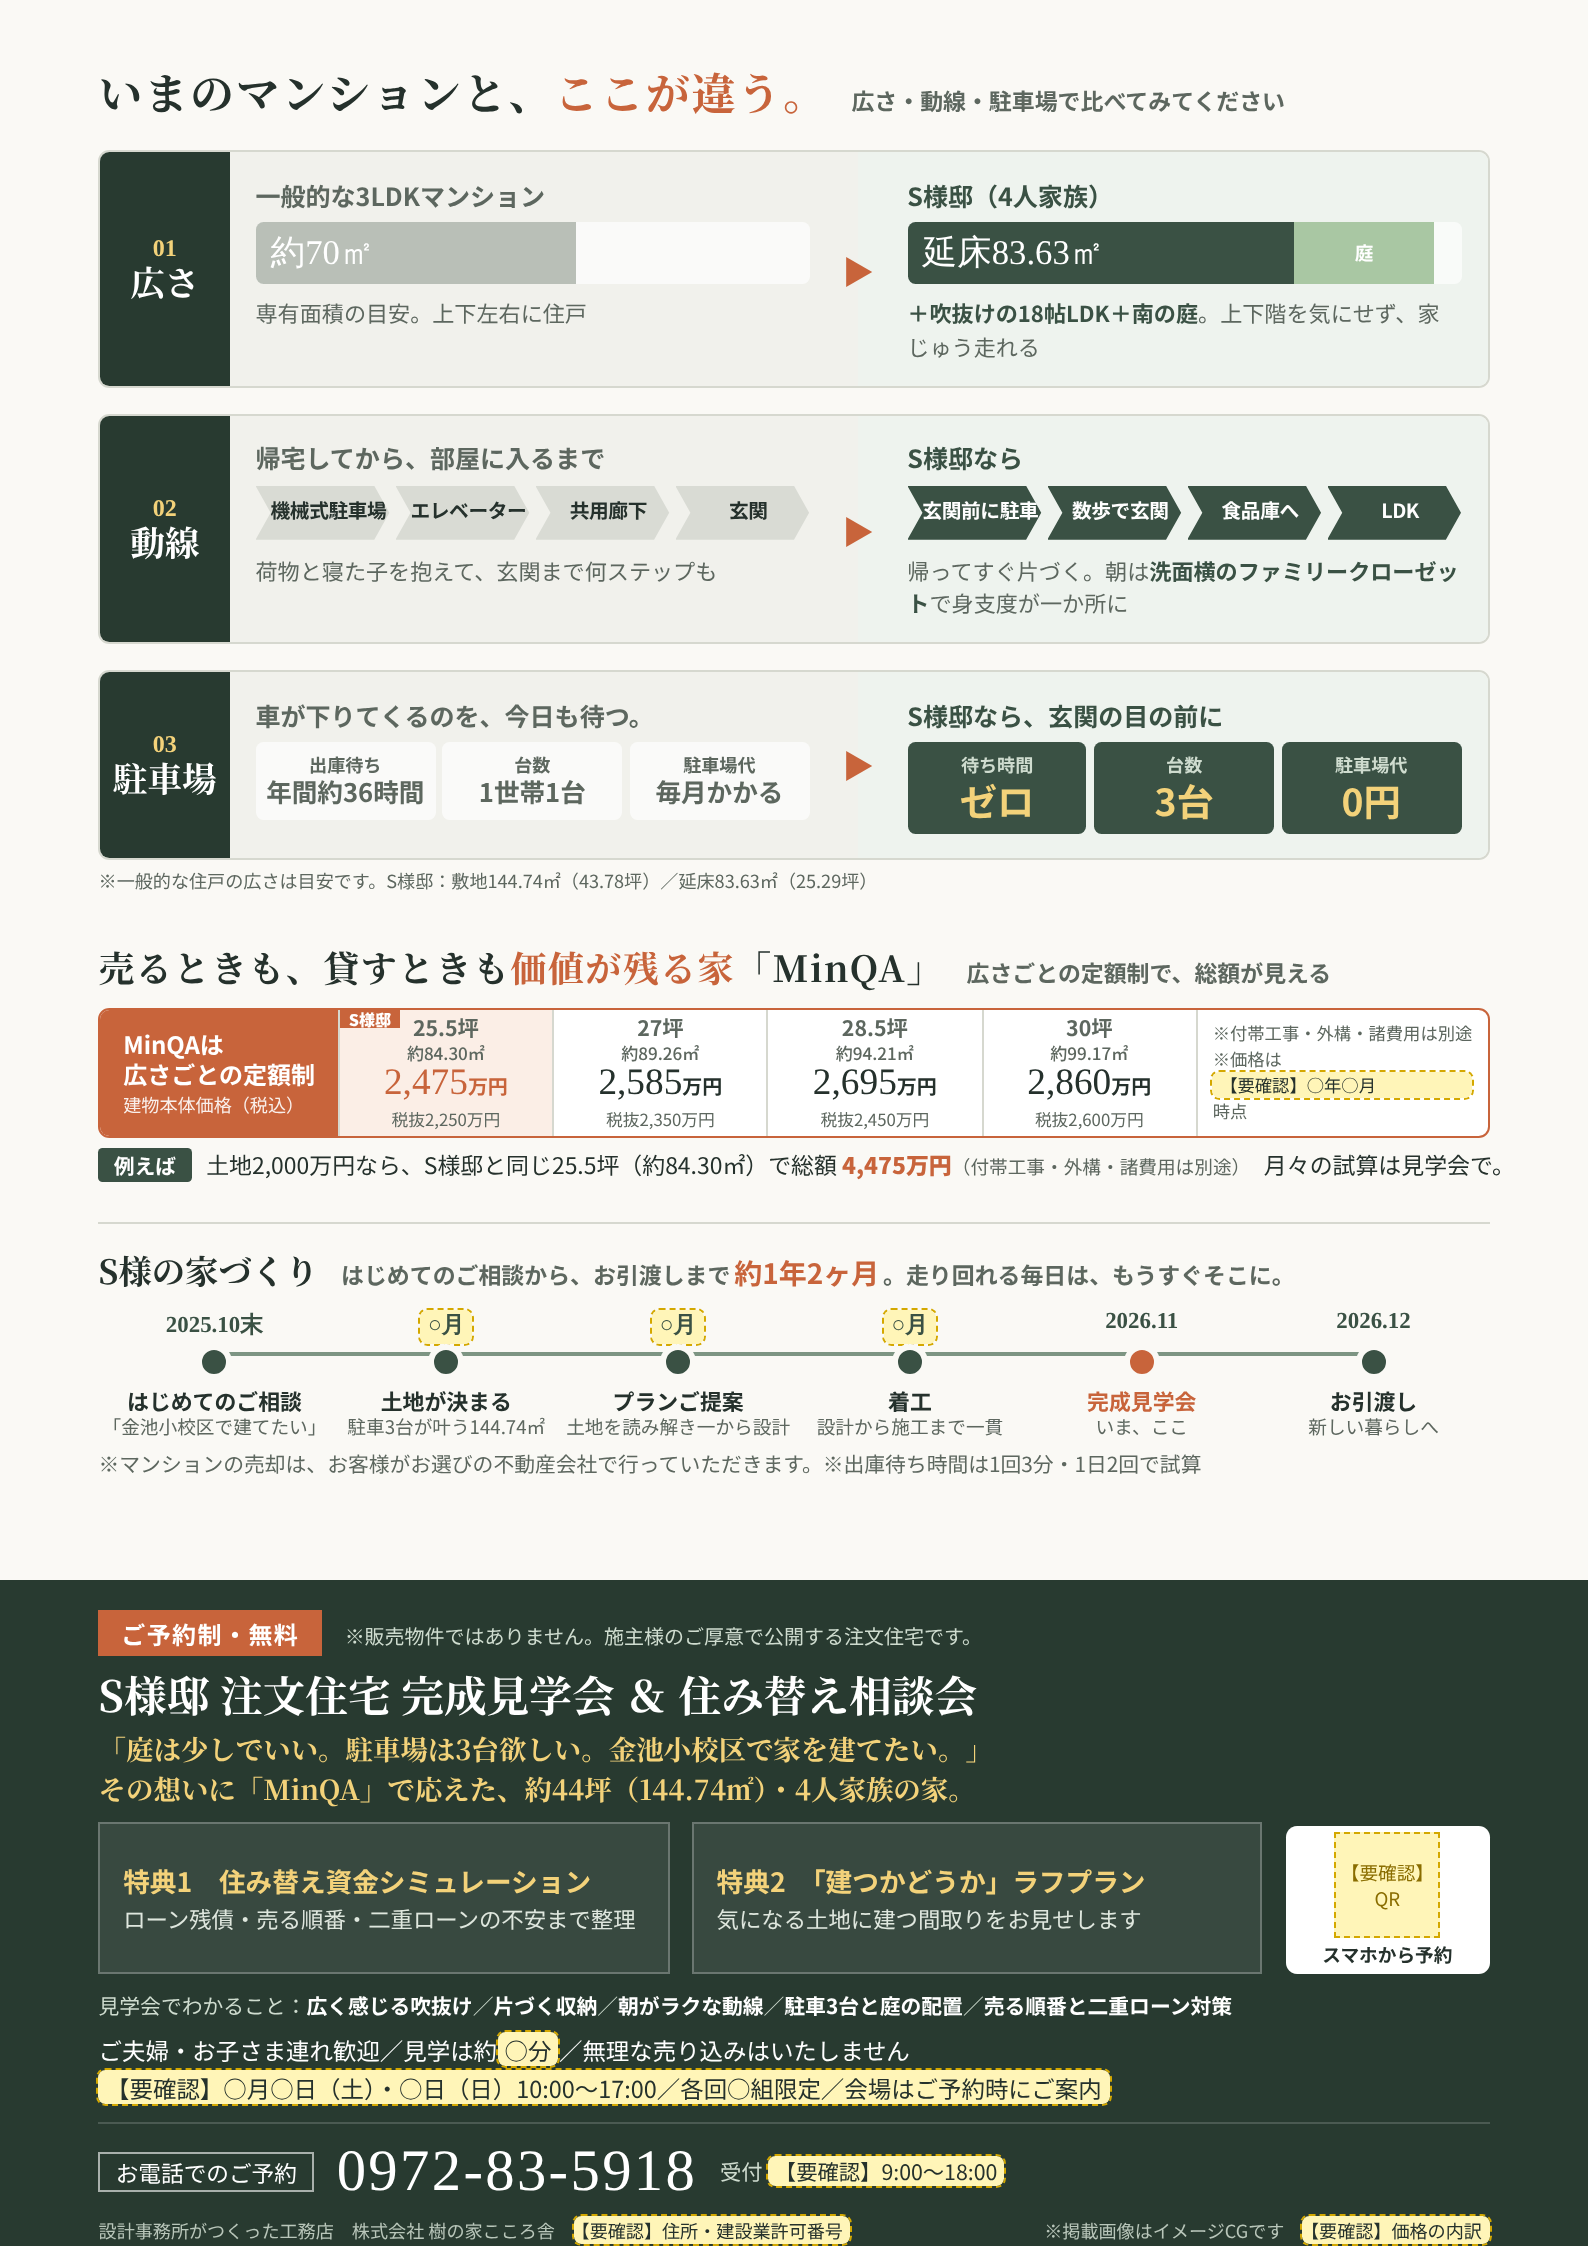 いまのマンションと、ここが違う。 広さ・動線・駐車場で比べてみてください
01
広さ
一般的な3LDKマンション
約70㎡
専有面積の目安。上下左右に住戸
S様邸（4人家族）
延床83.63㎡
庭
＋吹抜けの18帖LDK＋南の庭。上下階を気にせず、家
じゅう走れる
02
動線
帰宅してから、部屋に入るまで
機械式駐車場 エレベーター 共用廊下 玄関
荷物と寝た子を抱えて、玄関まで何ステップも
S様邸なら
玄関前に駐車 数歩で玄関 食品庫へ LDK
帰ってすぐ片づく。朝は洗面横のファミリークローゼッ
トで身支度が一か所に
03
駐車場
車が下りてくるのを、今日も待つ。
出庫待ち
年間約36時間
台数
1世帯1台
駐車場代
毎月かかる
S様邸なら、玄関の目の前に
待ち時間
ゼロ
台数
3台
駐車場代
0円
※一般的な住戸の広さは目安です。S様邸：敷地144.74㎡（43.78坪）／延床83.63㎡（25.29坪）
売るときも、貸すときも価値が残る家「MinQA」 広さごとの定額制で、総額が見える
MinQAは
広さごとの定額制
建物本体価格（税込）
S様邸
25.5坪
約84.30㎡
2,475万円
税抜2,250万円
27坪
約89.26㎡
2,585万円
税抜2,350万円
28.5坪
約94.21㎡
2,695万円
税抜2,450万円
30坪
約99.17㎡
2,860万円
税抜2,600万円
※付帯工事・外構・諸費用は別途
※価格は
【要確認】○年○月
時点
例えば 土地2,000万円なら、S様邸と同じ25.5坪（約84.30㎡）で総額 4,475万円（付帯工事・外構・諸費用は別途） 月々の試算は見学会で。
S様の家づくり はじめてのご相談から、お引渡しまで約1年2ヶ月。走り回れる毎日は、もうすぐそこに。
2025.10末
はじめてのご相談
「金池小校区で建てたい」
○月
土地が決まる
駐車3台が叶う144.74㎡
○月
プランご提案
土地を読み解き一から設計
○月
着工
設計から施工まで一貫
2026.11
完成見学会
いま、ここ
2026.12
お引渡し
新しい暮らしへ
※マンションの売却は、お客様がお選びの不動産会社で行っていただきます。※出庫待ち時間は1回3分・1日2回で試算
ご予約制・無料 ※販売物件ではありません。施主様のご厚意で公開する注文住宅です。
S様邸 注文住宅 完成見学会 & 住み替え相談会
「庭は少しでいい。駐車場は3台欲しい。金池小校区で家を建てたい。」
その想いに「MinQA」で応えた、約44坪（144.74㎡）・4人家族の家。
特典1 住み替え資金シミュレーション
ローン残債・売る順番・二重ローンの不安まで整理
特典2 「建つかどうか」ラフプラン
気になる土地に建つ間取りをお見せします
【要確認】
QR
スマホから予約
見学会でわかること：広く感じる吹抜け／片づく収納／朝がラクな動線／駐車3台と庭の配置／売る順番と二重ローン対策
ご夫婦・お子さま連れ歓迎／見学は約○分／無理な売り込みはいたしません
【要確認】○月○日（土）・○日（日）10:00〜17:00／各回○組限定／会場はご予約時にご案内
お電話でのご予約 0972-83-5918 受付【要確認】9:00〜18:00
設計事務所がつくった工務店 株式会社 樹の家こころ舎 【要確認】住所・建設業許可番号 ※掲載画像はイメージCGです 【要確認】価格の内訳